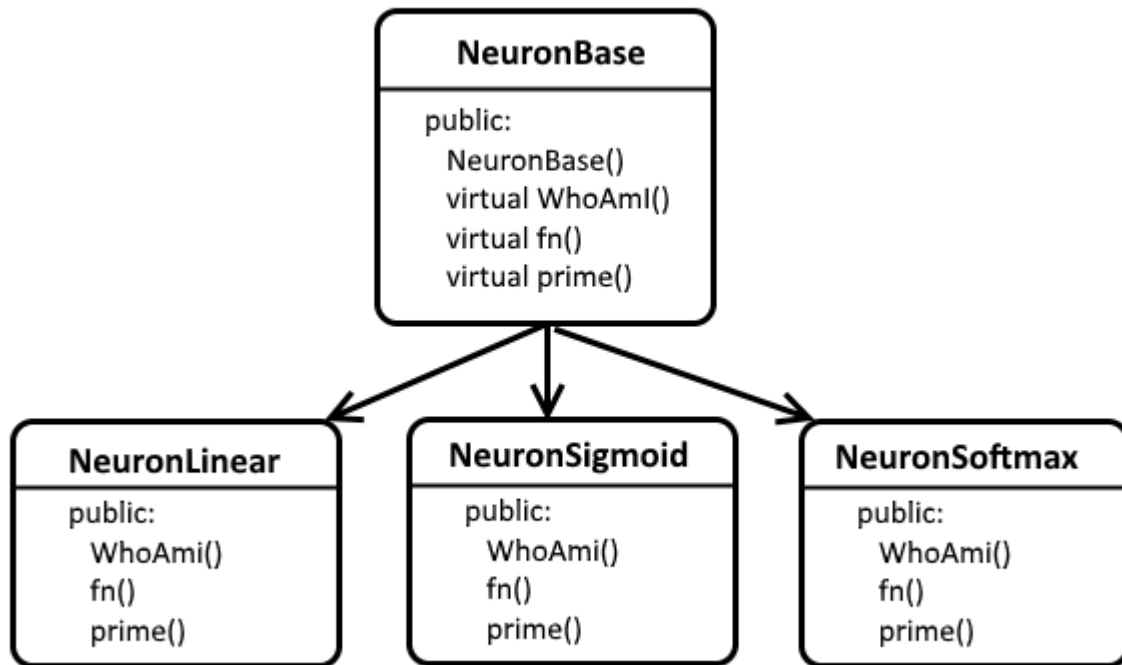 NeuronBase
public:
NeuronBase()
virtual WhoAmI()
virtual fn()
virtual prime()
NeuronLinear
public:
WhoAmi()
fn()
prime()
NeuronSigmoid
public:
WhoAmi()
fn()
prime()
NeuronSoftmax
public:
WhoAmi()
fn()
prime()